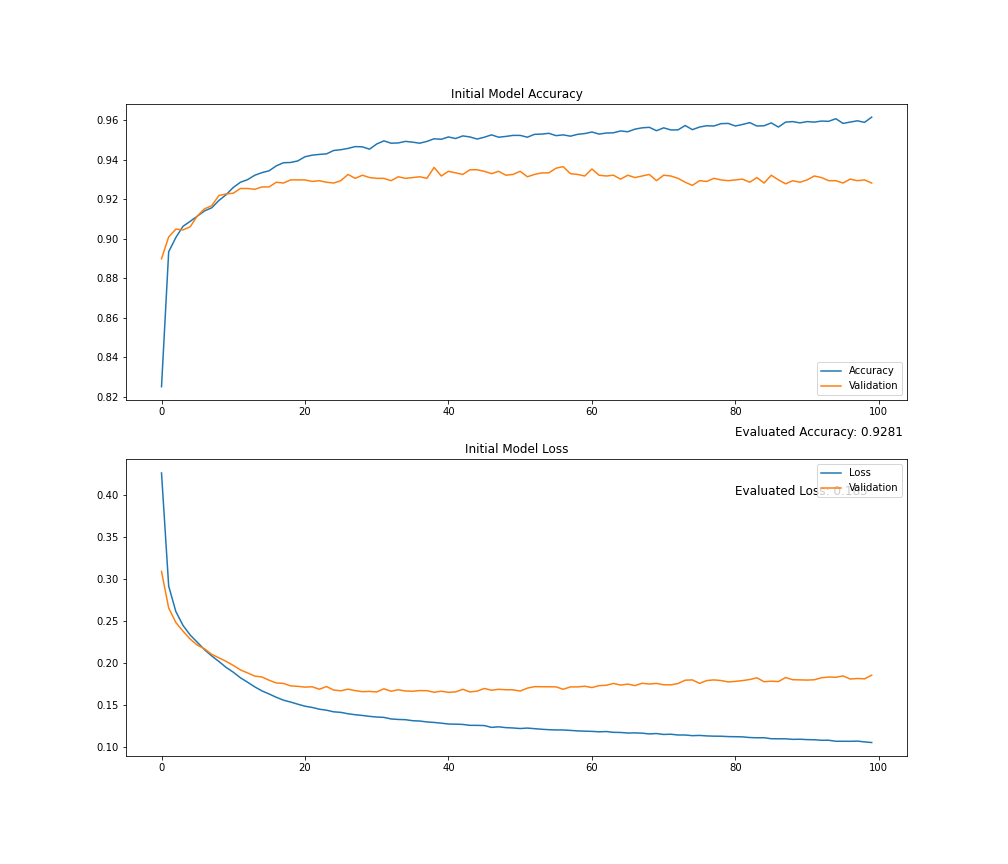 Initial Model Accuracy
0.96
0.94
0.92
0.90
0.88
0.86
0.84
0.82
Accuracy
Validation
0 20 40 60 80 100
Evaluated Accuracy: 0.9281
Initial Model Loss
Loss
Validation
Evaluated Loss:
0.40
0.35
0.30
0.25
0.20
0.15
0.10
0 20 40 60 80 100